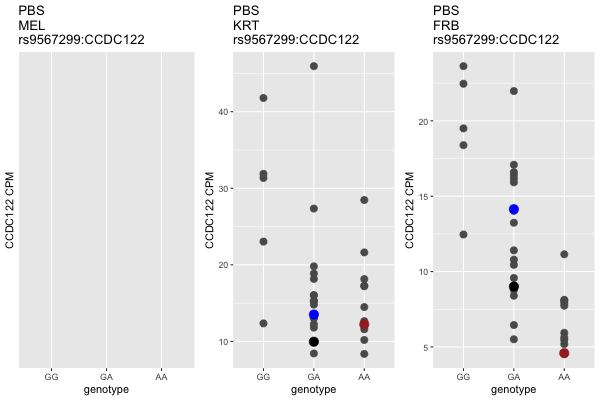 PBS
MEL
rs9567299:CCDC122
CCDC122 CPM
GG GA AA
genotype
PBS
KRT
rs9567299:CCDC122
CCDC122 CPM
40
30
20
10
GG GA AA
genotype
PBS
FRB
rs9567299:CCDC122
CCDC122 CPM
20
15
10
5
GG GA AA
genotype